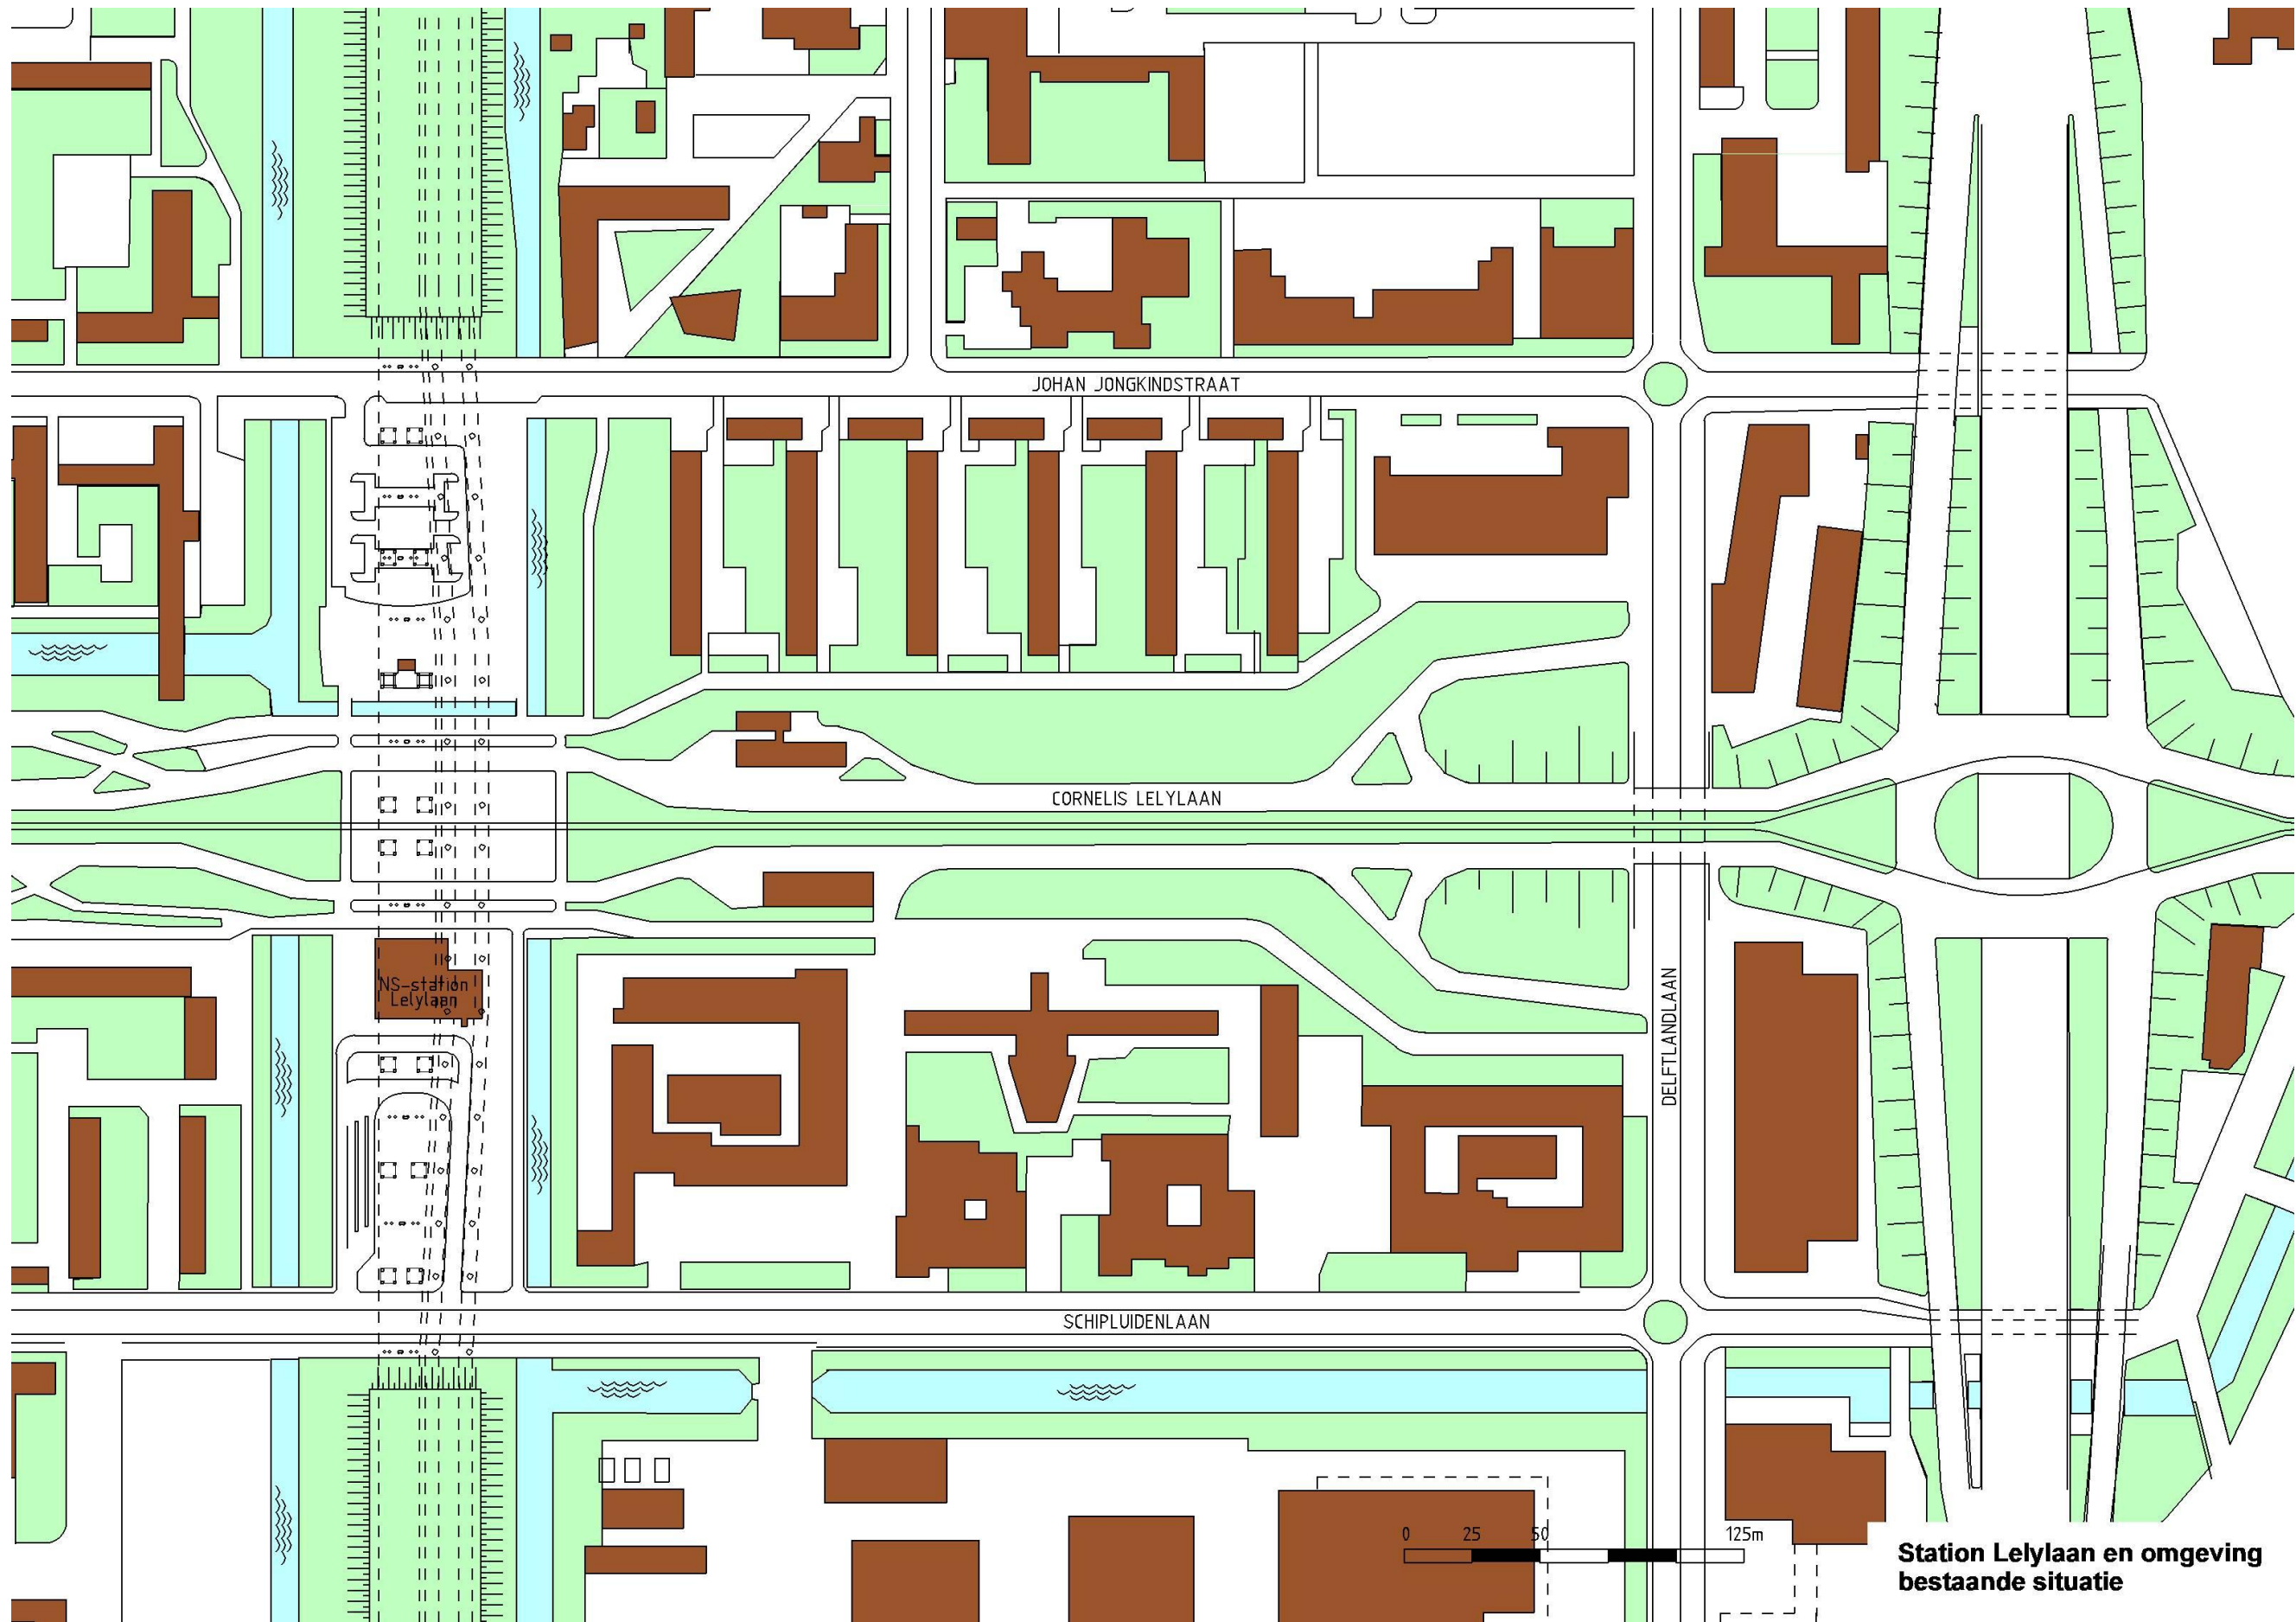 JOHAN JONGKINDSTRAAT
CORNELIS LELYLAAN
NS-station
Lelylaan
DELFTLANDLAAN
SCHIPLUIDENLAAN
0 25 50 125m
Station Lelylaan en omgeving
bestaande situatie